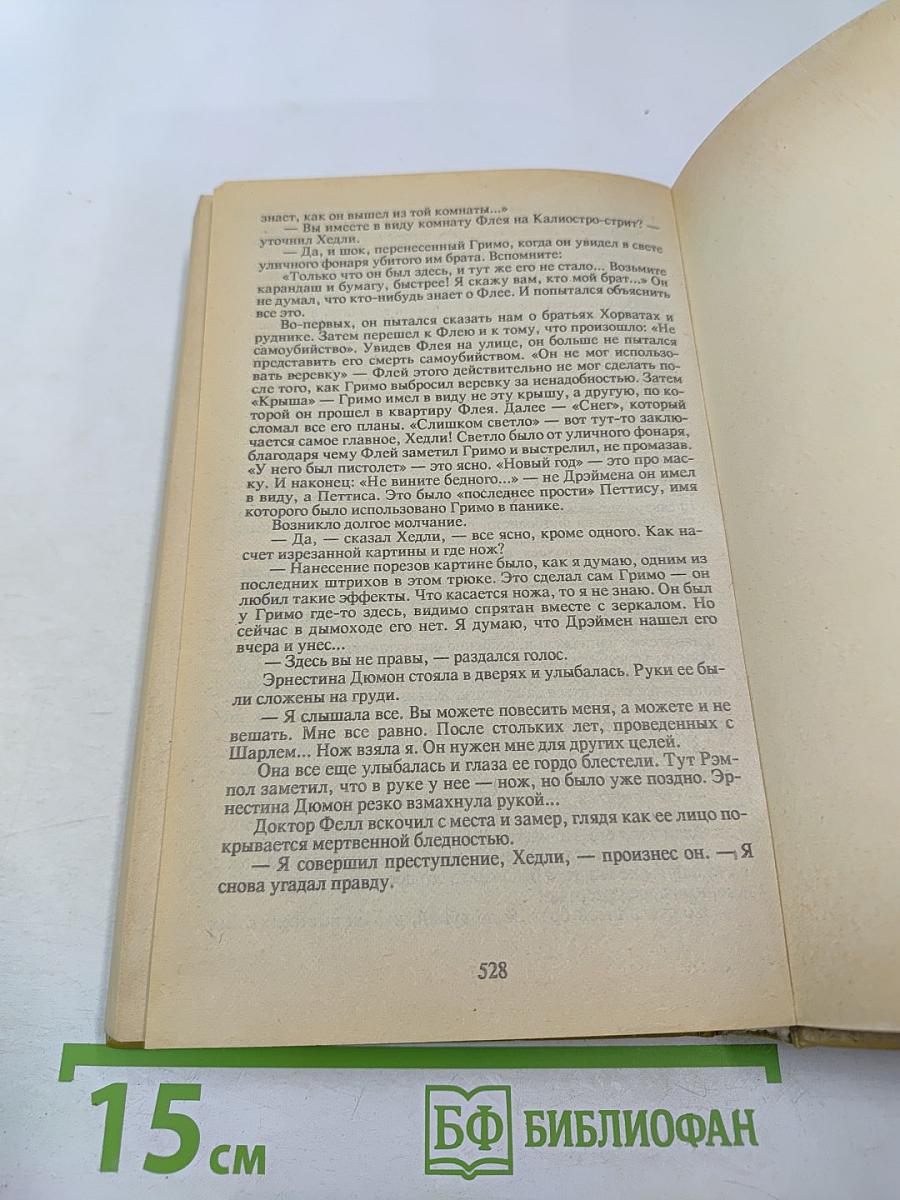 знает, как он вышел из той комнаты...»
— Вы имеете в виду комнату Флея на Калиостро-стрит? —
уточнил Хедли.
— Да, и шок, перенесенный Гримо, когда он увидел в свете
уличного фонаря убитого им брата. Вспомните:
«Только что он был здесь, и тут же его не стало... Возьмите
карандаш и бумагу, быстрее! Я скажу вам, кто мой брат...» Он
не думал, что кто-нибудь знает о Флее. И попытался объяснить
все это.
Во-первых, он пытался сказать нам о братьях Хорватах и
руднике. Затем перешел к Флею и к тому, что произошло: «Не
самоубийство». Увидев Флея на улице, он больше не пытался
представить его смерть самоубийством. «Он не мог использо-
вать веревку» — Флей этого действительно не мог сделать по-
сле того, как Гримо выбросил веревку за ненадобностью. Затем
«Крыша» — Гримо имел в виду не эту крышу, а другую, по ко-
торой он прошел в квартиру Флея. Далее — «Снег», который
сломал все его планы. «Слишком светло» — вот тут-то заклю-
чается самое главное, Хедли! Светло было от уличного фонаря,
благодаря чему Флей заметил Гримо и выстрелил, не промазав.
«У него был пистолет» — это ясно. «Новый год» — это про мас-
ку. И наконец: «Не вините бедного...» — не Дрэймена он имел
в виду, а Петтиса. Это было «последнее прости» Петтису, имя
которого было использовано Гримо в панике.
Возникло долгое молчание.
— Да, — сказал Хедли, — все ясно, кроме одного. Как на-
счет изрезанной картины и где нож?
— Нанесение порезов картине было, как я думаю, одним из
последних штрихов в этом трюке. Это сделал сам Гримо — он
любил такие эффекты. Что касается ножа, то я не знаю. Он был
у Гримо где-то здесь, видимо спрятан вместе с зеркалом. Но
сейчас в дымоходе его нет. Я думаю, что Дрэймен нашел его
вчера и унес...
— Здесь вы не правы, — раздался голос.
Эрнестина Дюмон стояла в дверях и улыбалась. Руки ее бы-
ли сложены на груди.
— Я слышала все. Вы можете повесить меня, а можете и не
вешать. Мне все равно. После стольких лет, проведенных с
Шарлем... Нож взяла я. Он нужен мне для других целей.
Она все еще улыбалась и глаза ее гордо блестели. Тут Рэм-
пол заметил, что в руке у нее — нож, но было уже поздно. Эр-
нестина Дюмон резко взмахнула рукой...
Доктор Фелл вскочил с места и замер, глядя как ее лицо по-
крывается мертвенной бледностью.
— Я совершил преступление, Хедли, — произнес он. — Я
снова угадал правду.
528
15 см
БФ БИБЛИОФАН